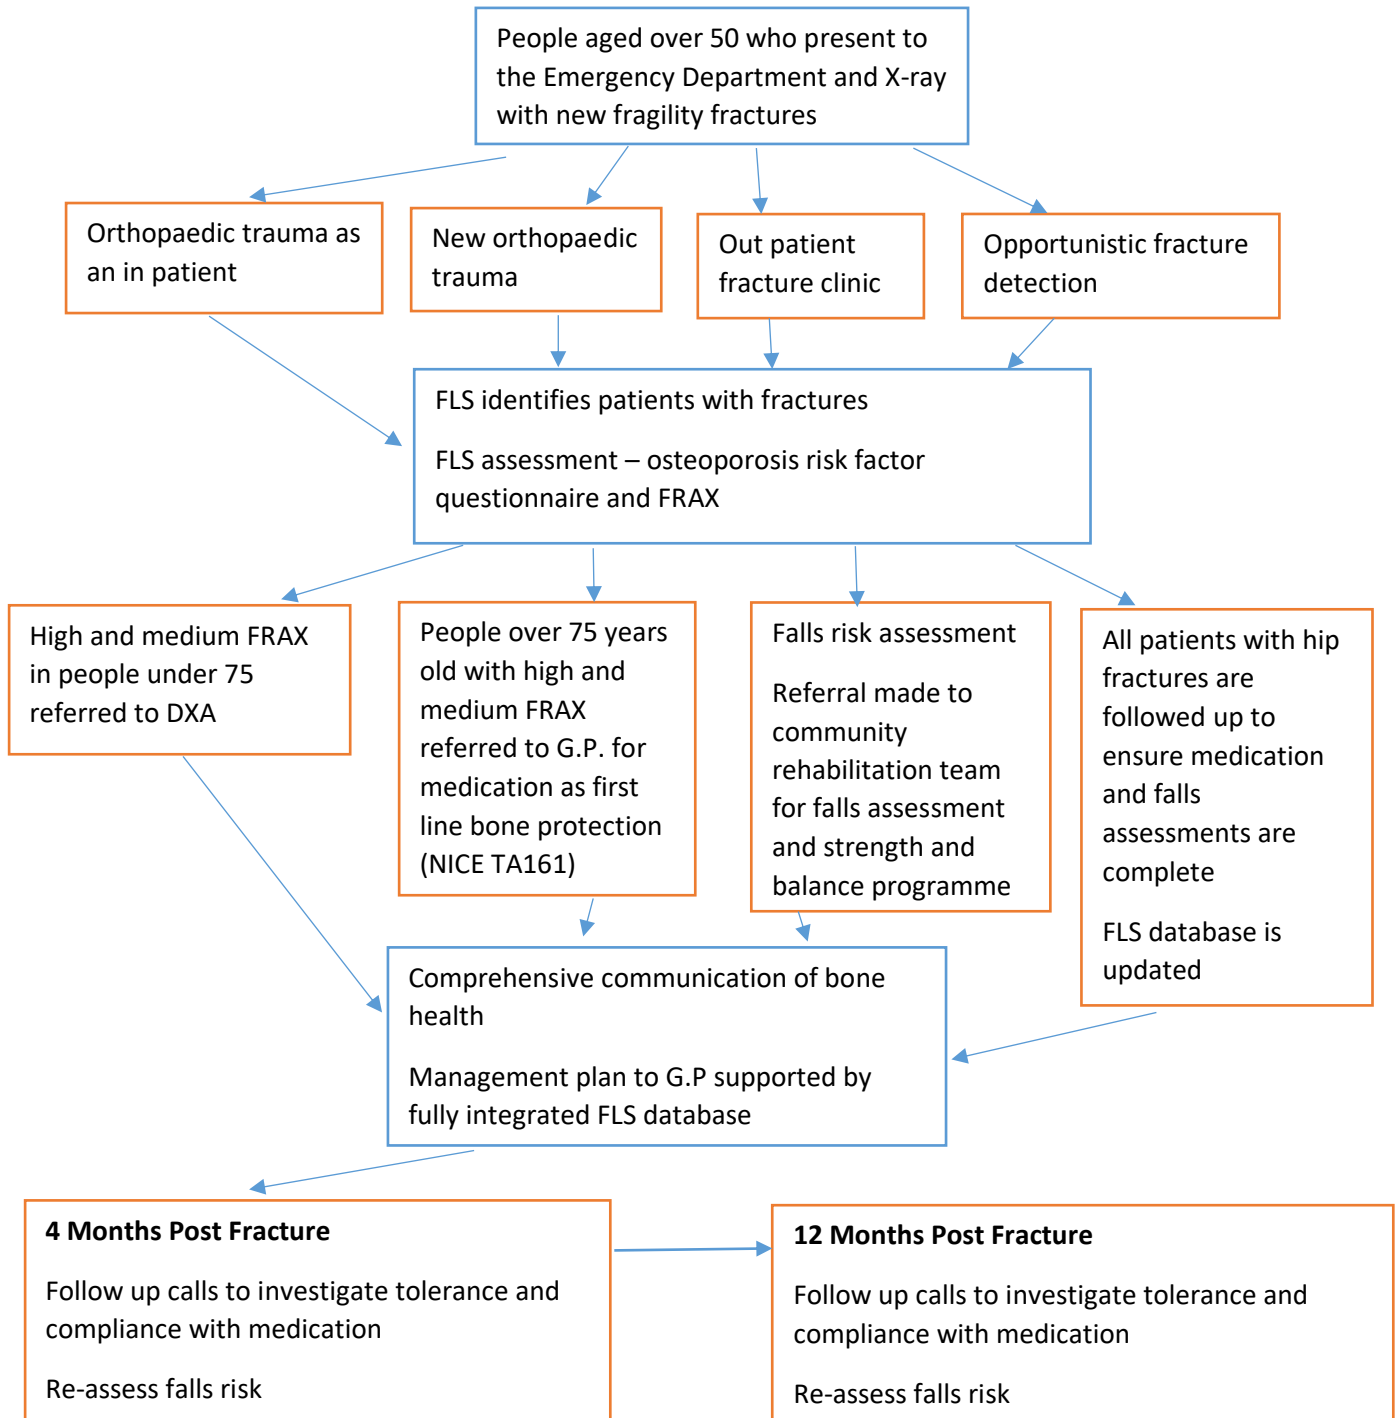 People aged over 50 who present to
the Emergency Department and X-ray
with new fragility fractures
Orthopaedic trauma as
an in patient
New orthopaedic
trauma
Out patient
fracture clinic
Opportunistic fracture
detection
FLS identifies patients with fractures
FLS assessment – osteoporosis risk factor
questionnaire and FRAX
High and medium FRAX
in people under 75
referred to DXA
People over 75 years
old with high and
medium FRAX
referred to G.P. for
medication as first
line bone protection
(NICE TA161)
Falls risk assessment
Referral made to
community
rehabilitation team
for falls assessment
and strength and
balance programme
All patients with hip
fractures are
followed up to
ensure medication
and falls
assessments are
complete
FLS database is
updated
Comprehensive communication of bone
health
Management plan to G.P supported by
fully integrated FLS database
4 Months Post Fracture
Follow up calls to investigate tolerance and
compliance with medication
Re-assess falls risk
12 Months Post Fracture
Follow up calls to investigate tolerance and
compliance with medication
Re-assess falls risk